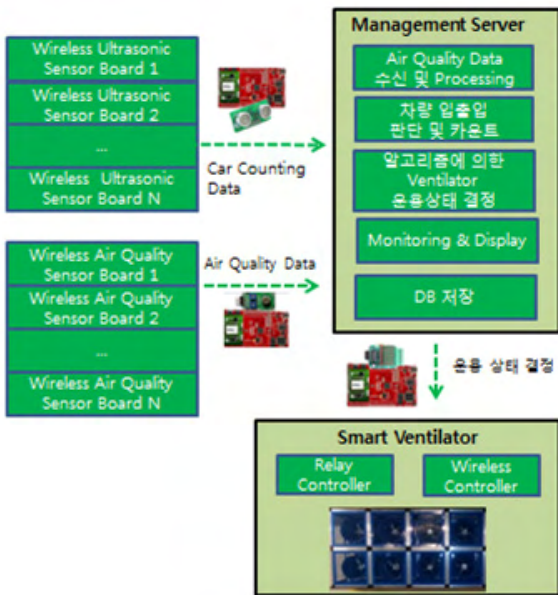 Wireless Ultrasonic
Sensor Board 1
Wireless Ultrasonic
Sensor Board 2
...
Wireless Ultrasonic
Sensor Board N
Car Counting
Data
Wireless Air Quality
Sensor Board 1
Wireless Air Quality
Sensor Board 2
...
Wireless Air Quality
Sensor Board N
Air Quality Data
Management Server
Air Quality Data
수신 및 Processing
차량 입출입
판단 및 카운트
알고리즘에 의한
Ventilator
운용상태 결정
Monitoring & Display
DB 저장
운용 상태 결정
Smart Ventilator
Relay
Controller
Wireless
Controller